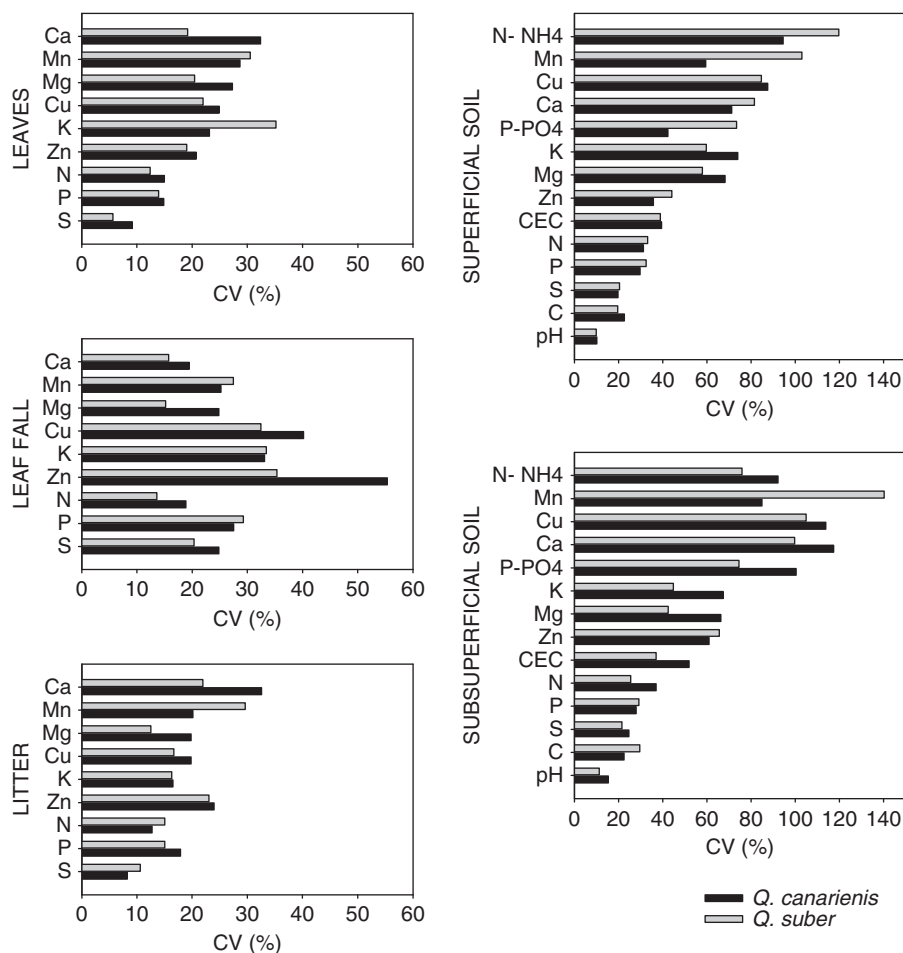 LEAVES
Ca
Mn
Mg
Cu
K
Zn
N
P
S
0 10 20 30 40 50 60
CV (%)
LEAF FALL
Ca
Mn
Mg
Cu
K
Zn
N
P
S
0 10 20 30 40 50 60
CV (%)
LITTER
Ca
Mn
Mg
Cu
K
Zn
N
P
S
0 10 20 30 40 50 60
CV (%)
SUPERFICIAL SOIL
N- NH4
Mn
Cu
Ca
P-PO4
K
Mg
Zn
CEC
N
P
S
C
pH
0 20 40 60 80 100 120 140
CV (%)
SUBSUPERFICIAL SOIL
N- NH4
Mn
Cu
Ca
P-PO4
K
Mg
Zn
CEC
N
P
S
C
pH
0 20 40 60 80 100 120 140
CV (%)
Q. canarienis
Q. suber